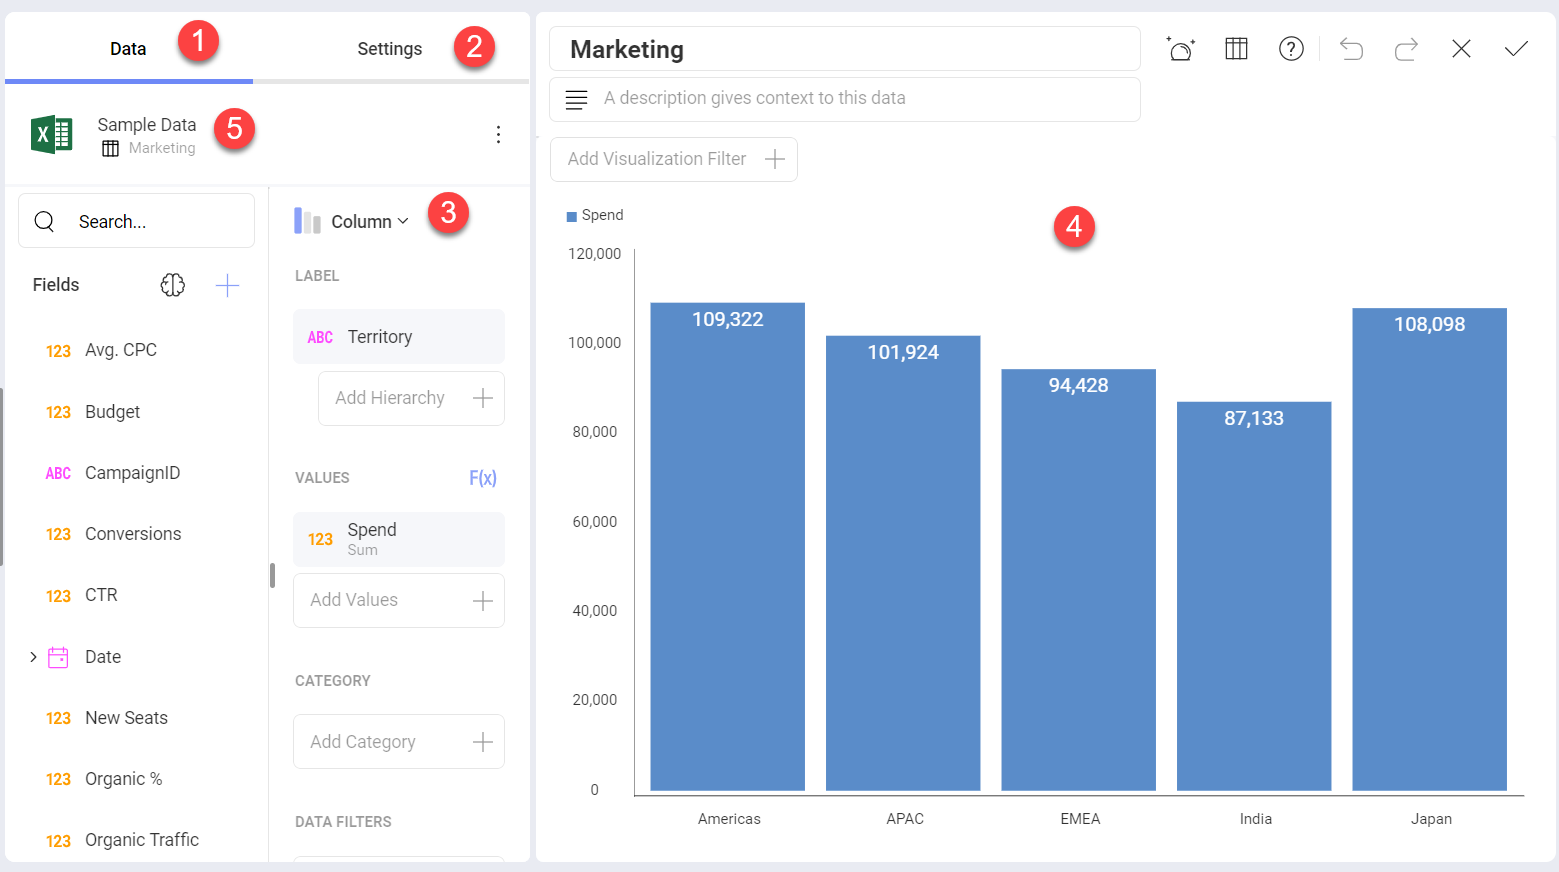 Data
1
Settings
2
Sample Data
5
Marketing
Search...
Fields
123 Avg. CPC
123 Budget
ABC CampaignID
123 Conversions
123 CTR
Date
123 New Seats
123 Organic %
123 Organic Traffic
Column
3
LABEL
ABC Territory
Add Hierarchy
VALUES
F(x)
123 Spend
Sum
Add Values
CATEGORY
Add Category
DATA FILTERS
Marketing
?
A description gives context to this data
Add Visualization Filter
Spend
4
120,000
100,000
80,000
60,000
40,000
20,000
0
109,322
101,924
94,428
87,133
108,098
Americas
APAC
EMEA
India
Japan